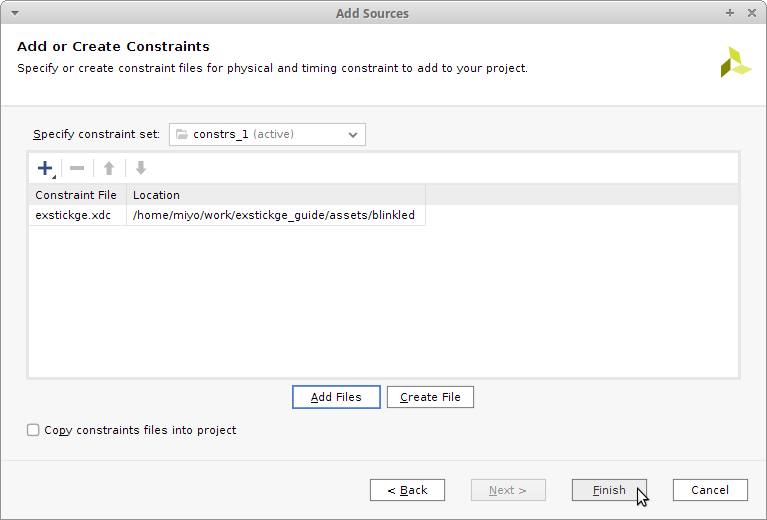 Add Sources
Add or Create Constraints
Specify or create constraint files for physical and timing constraint to add to your project.
Specify constraint set: constrs_1 (active)
Constraint File Location
exstickge.xdc /home/miyo/work/exstickge_guide/assets/blinkled
Add Files Create File
Copy constraints files into project
< Back Next > Finish Cancel